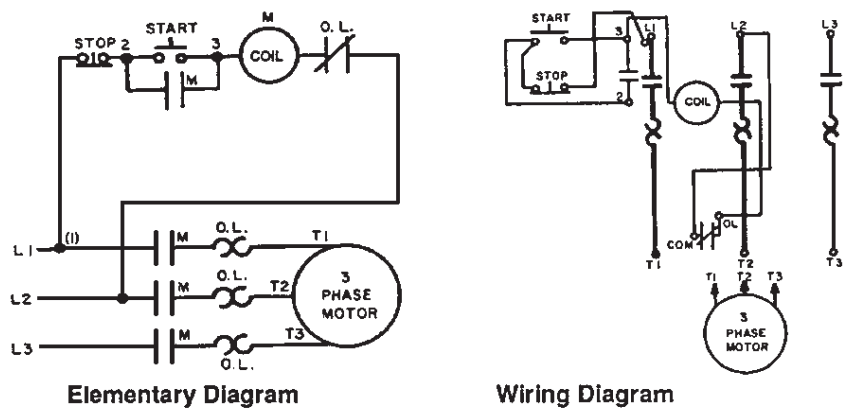 M
O.L.
START
STOP 2
3
COIL
M
L1
(1)
M
O.L.
T1
L2
M
O.L.
T2
3
PHASE
MOTOR
L3
M
O.L.
T3
Elementary Diagram
START
3
L1
L2
L3
STOP
2
COIL
COM
OL
T1
T2
T3
T1
T2
T3
3
PHASE
MOTOR
Wiring Diagram